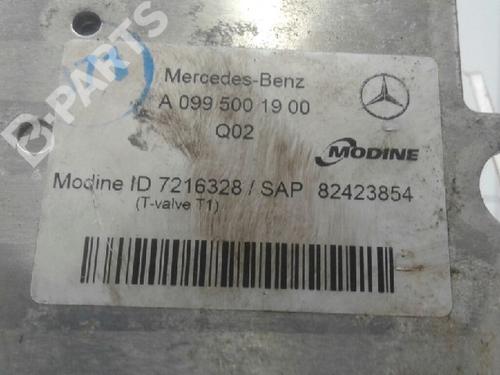 B-PARTS
Mercedes-Benz
A 099 500 19 00
Q02
MODINE
Modine ID 7216328 / SAP 82423854
(T-valve T1)